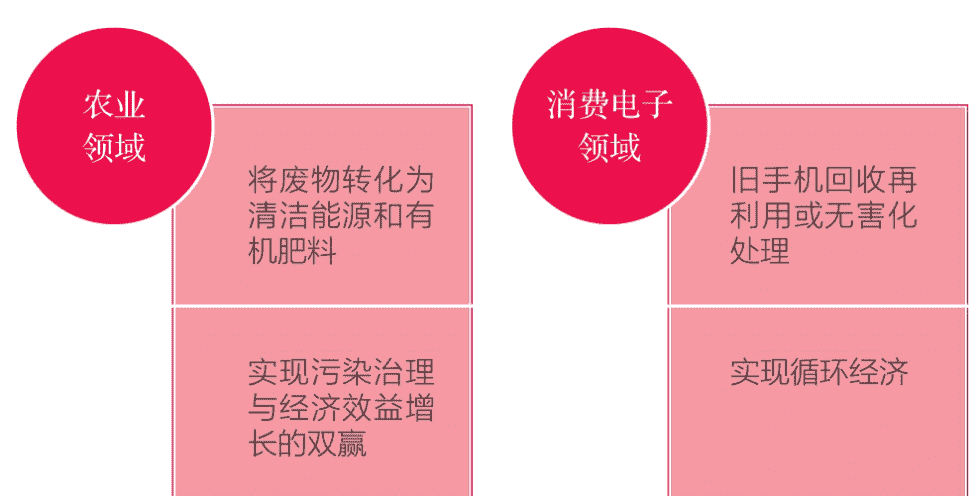 农业
领域
将废物转化为
清洁能源和有
机肥料
实现污染治理
与经济效益增
长的双赢
消费电子
领域
旧手机回收再
利用或无害化
处理
实现循环经济